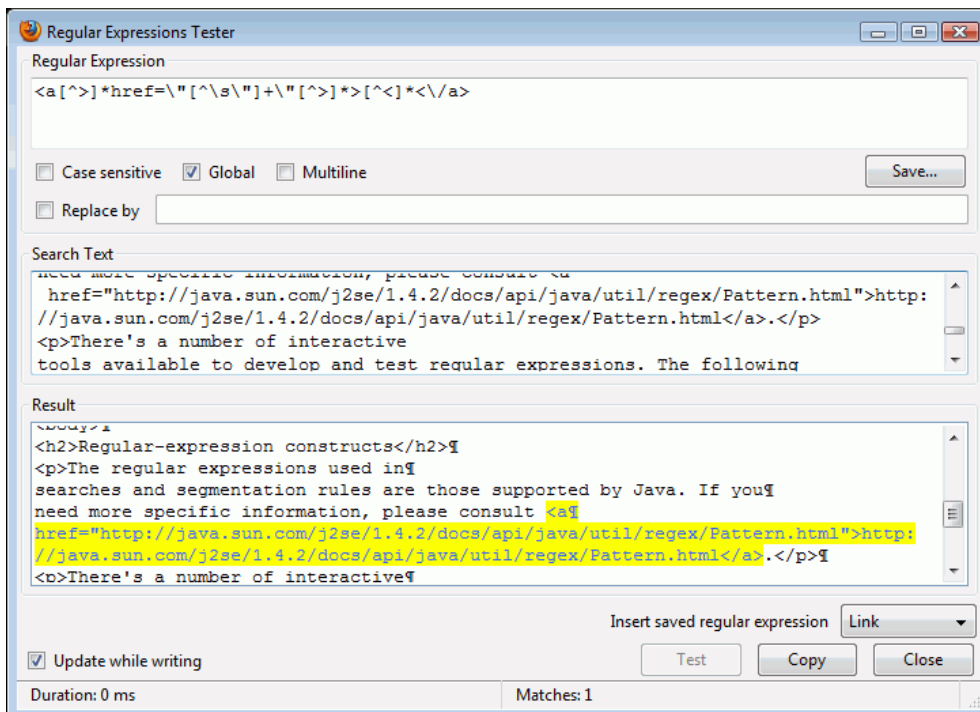 Regular Expressions Tester
Regular Expression
<a[^>]*href=\"[^\s\"]+\"[^>]*>[^<]*<\/a>
Case sensitive Global Multiline Save...
Replace by
Search Text
need more specific information, please consult <a
href="http://java.sun.com/j2se/1.4.2/docs/api/java/util/regex/Pattern.html">http:
//java.sun.com/j2se/1.4.2/docs/api/java/util/regex/Pattern.html</a>.</p>
<p>There's a number of interactive
tools available to develop and test regular expressions. The following
Result
<body>¶
<h2>Regular-expression constructs</h2>¶
<p>The regular expressions used in¶
searches and segmentation rules are those supported by Java. If you¶
need more specific information, please consult <a¶
href="http://java.sun.com/j2se/1.4.2/docs/api/java/util/regex/Pattern.html">http:
//java.sun.com/j2se/1.4.2/docs/api/java/util/regex/Pattern.html</a>.</p>¶
<p>There's a number of interactive¶
Insert saved regular expression Link
Update while writing Test Copy Close
Duration: 0 ms Matches: 1